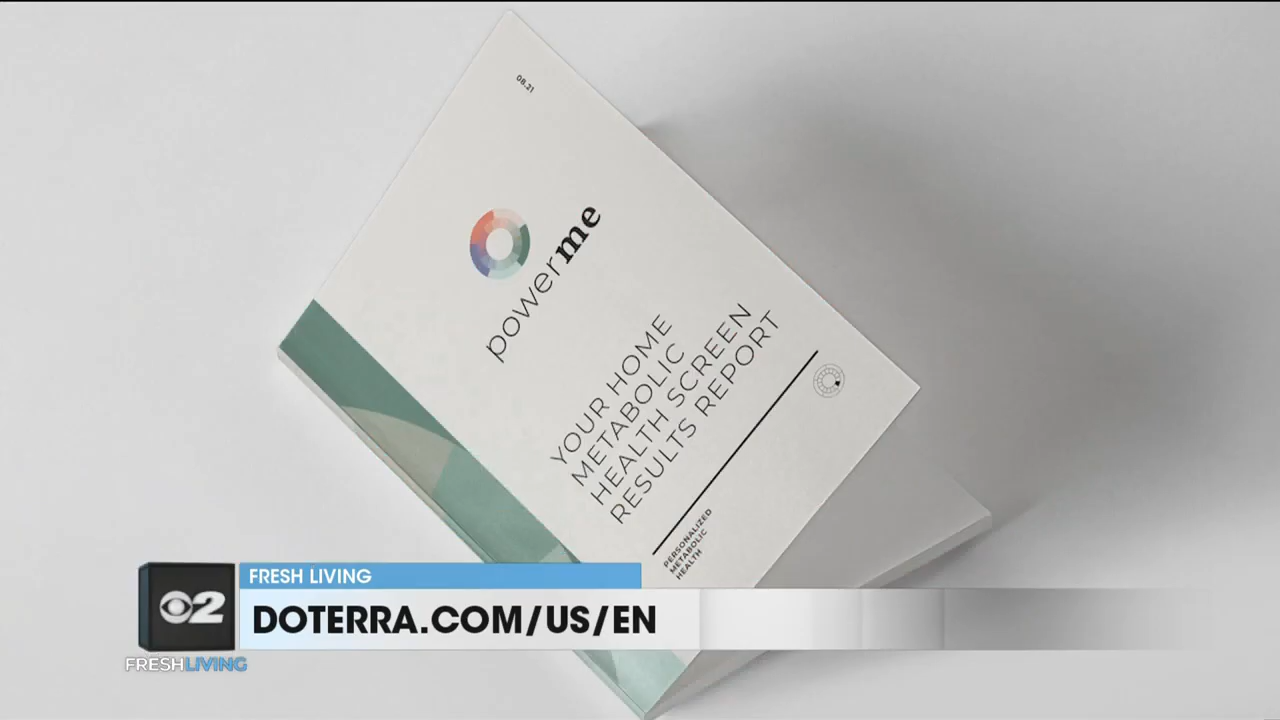 08.21
powerme
YOUR HOME
METABOLIC
HEALTH SCREEN
RESULTS REPORT
PERSONALIZED
METABOLIC
HEALTH
FRESH LIVING
2
DOTERRA.COM/US/EN
FRESHLIVING